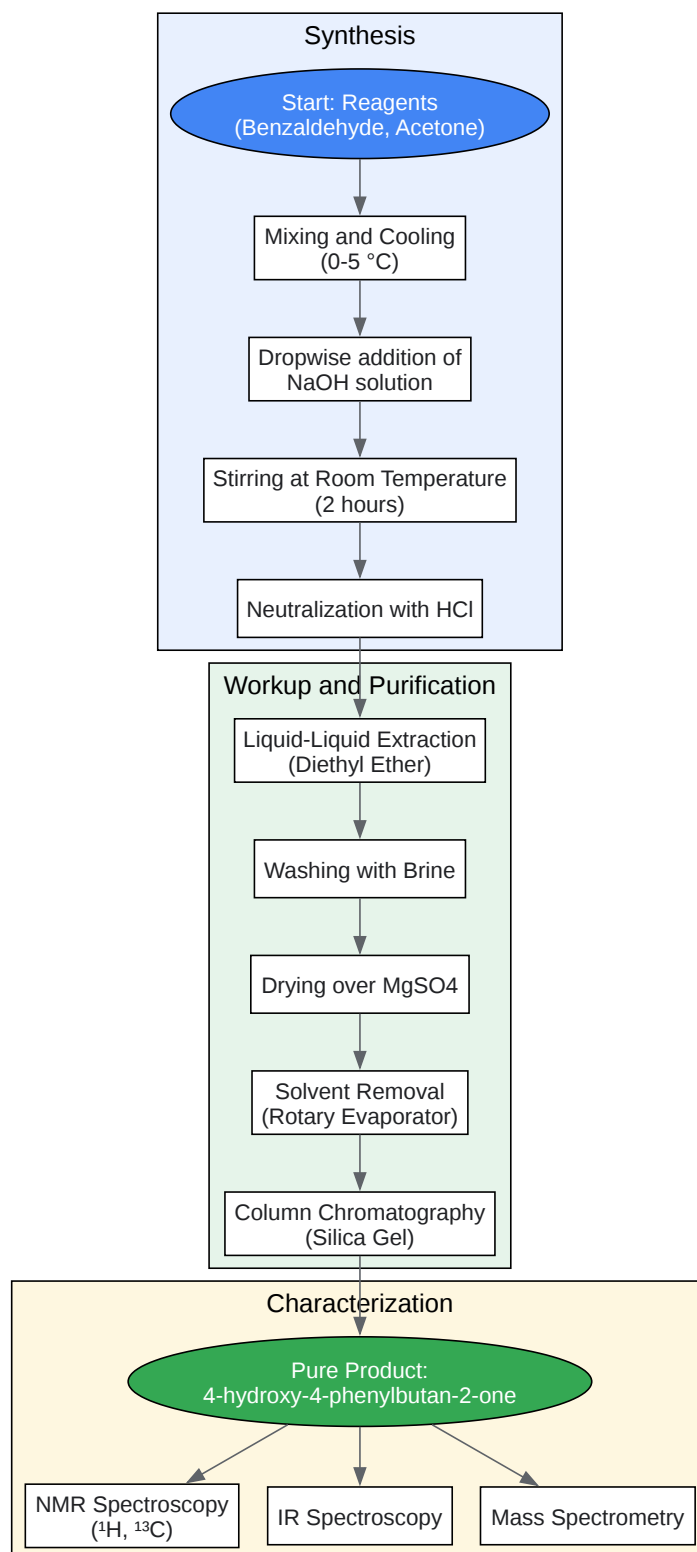 Synthesis
Start: Reagents
(Benzaldehyde, Acetone)
Mixing and Cooling
(0-5 °C)
Dropwise addition of
NaOH solution
Stirring at Room Temperature
(2 hours)
Neutralization with HCl
Workup and Purification
Liquid-Liquid Extraction
(Diethyl Ether)
Washing with Brine
Drying over MgSO4
Solvent Removal
(Rotary Evaporator)
Column Chromatography
(Silica Gel)
Characterization
Pure Product:
4-hydroxy-4-phenylbutan-2-one
NMR Spectroscopy
(¹H, ¹³C)
IR Spectroscopy
Mass Spectrometry